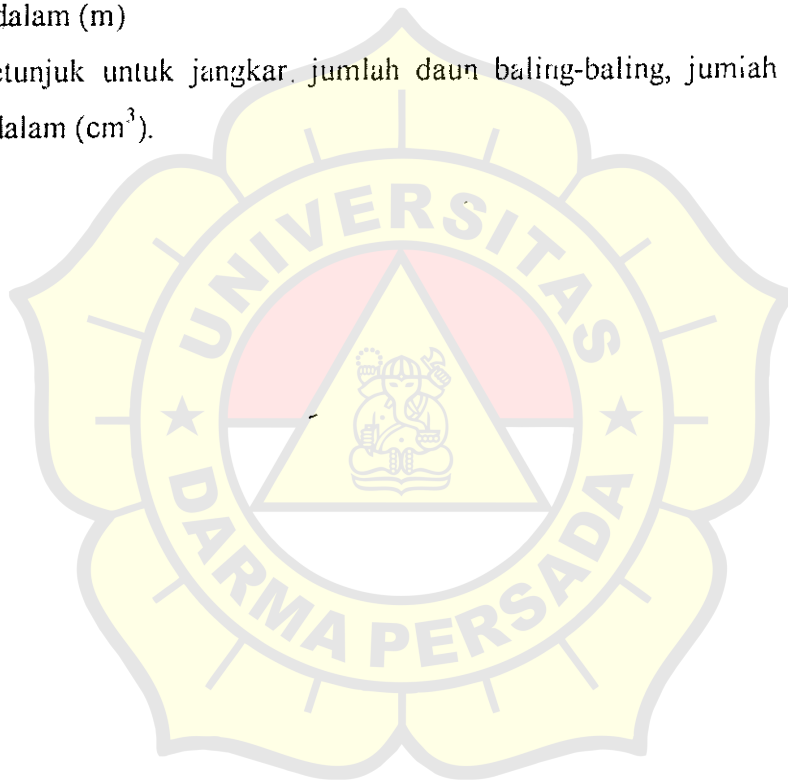 dalam (m)
etunjuk untuk jangkar. jumlah daun baling-baling, jumiah
dalam (cm³).
UNIVERSITAS
DARMA PERSADA